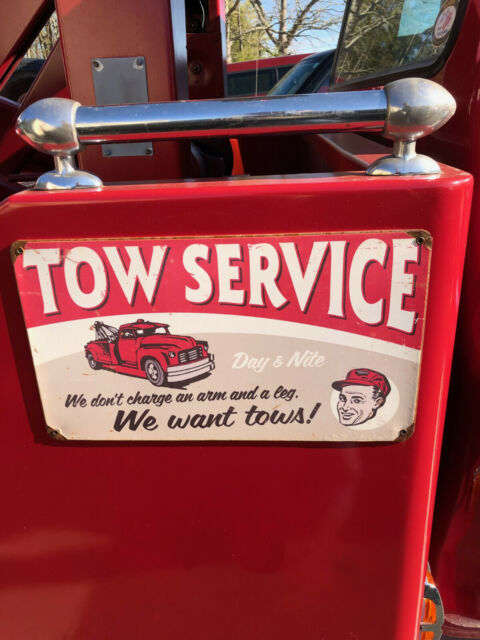 TOW SERVICE
Day & Nite
We don't charge an arm and a leg.
We want tows!